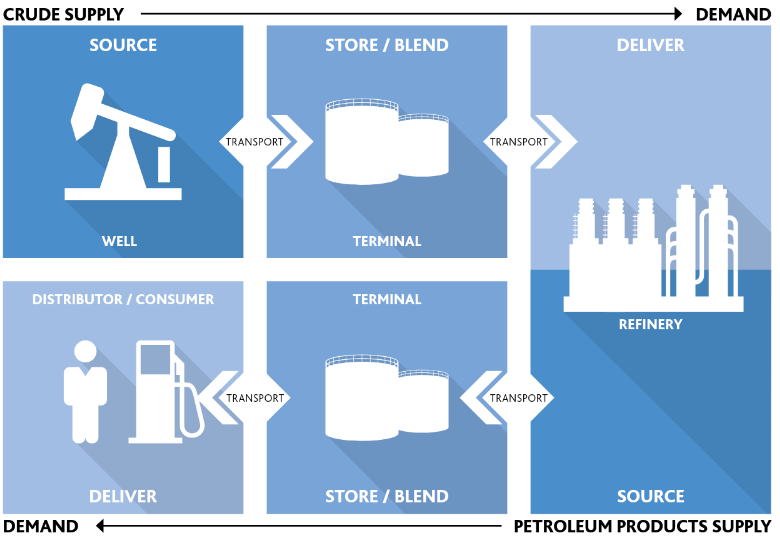 CRUDE SUPPLY
DEMAND
SOURCE
STORE / BLEND
DELIVER
TRANSPORT
TRANSPORT
WELL
TERMINAL
DISTRIBUTOR / CONSUMER
TERMINAL
REFINERY
TRANSPORT
TRANSPORT
DELIVER
STORE / BLEND
SOURCE
DEMAND
PETROLEUM PRODUCTS SUPPLY